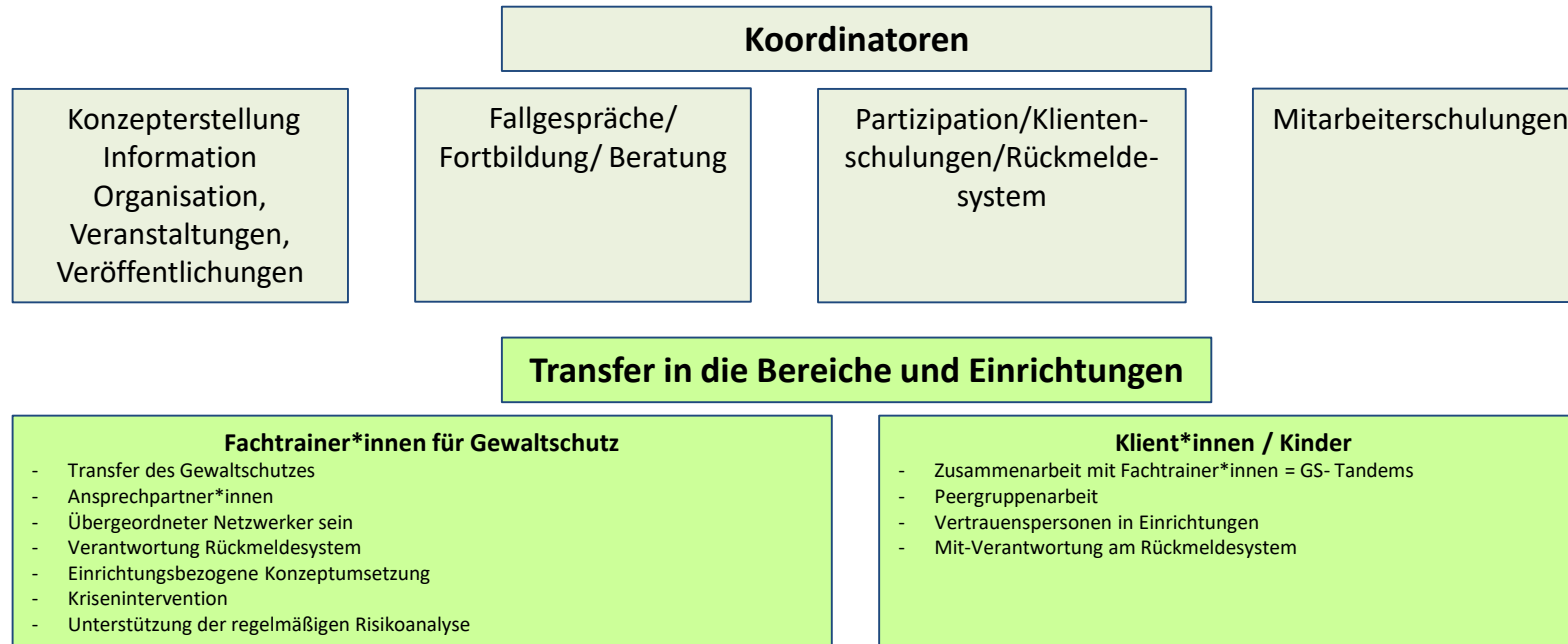 Koordinatoren
Konzepterstellung
Information
Organisation,
Veranstaltungen,
Veröffentlichungen
Fallgespräche/
Fortbildung/ Beratung
Partizipation/Klienten-
schulungen/Rückmelde-
system
Mitarbeiterschulungen
Transfer in die Bereiche und Einrichtungen
Fachtrainer*innen für Gewaltschutz
- Transfer des Gewaltschutzes
- Ansprechpartner*innen
- Übergeordneter Netzwerker sein
- Verantwortung Rückmeldesystem
- Einrichtungsbezogene Konzeptumsetzung
- Krisenintervention
- Unterstützung der regelmäßigen Risikoanalyse
Klient*innen / Kinder
- Zusammenarbeit mit Fachtrainer*innen = GS- Tandems
- Peergruppenarbeit
- Vertrauenspersonen in Einrichtungen
- Mit-Verantwortung am Rückmeldesystem